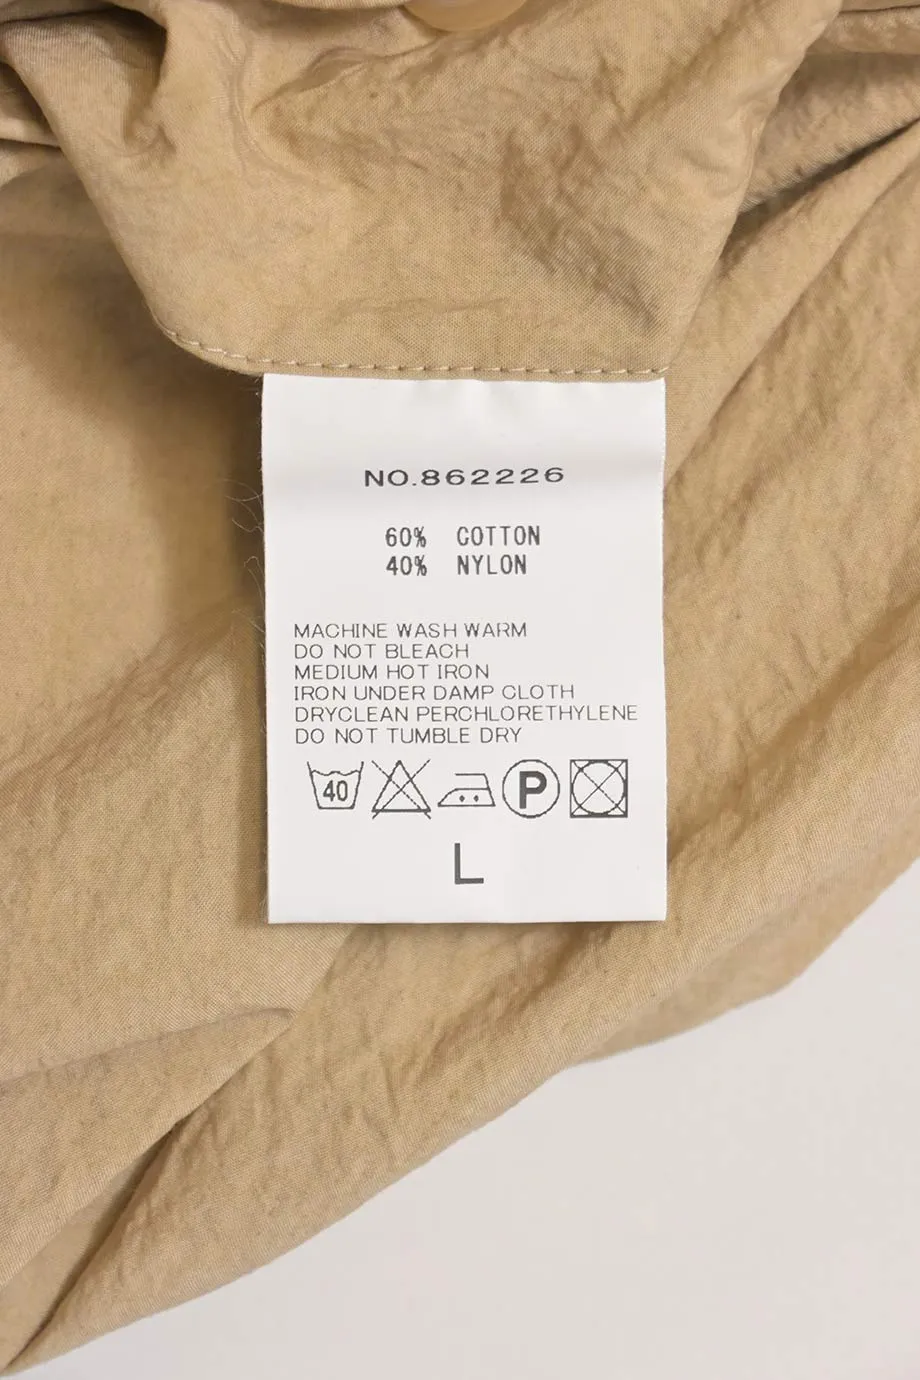 NO.862226
60% COTTON
40% NYLON
MACHINE WASH WARM
DO NOT BLEACH
MEDIUM HOT IRON
IRON UNDER DAMP CLOTH
DRYCLEAN PERCHLORETHYLENE
DO NOT TUMBLE DRY
40 P
L